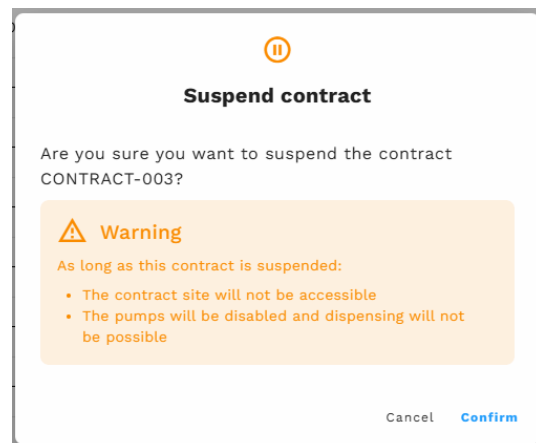 Suspend contract
Are you sure you want to suspend the contract
CONTRACT-003?
Warning
As long as this contract is suspended:
• The contract site will not be accessible
• The pumps will be disabled and dispensing will not
be possible
Cancel Confirm